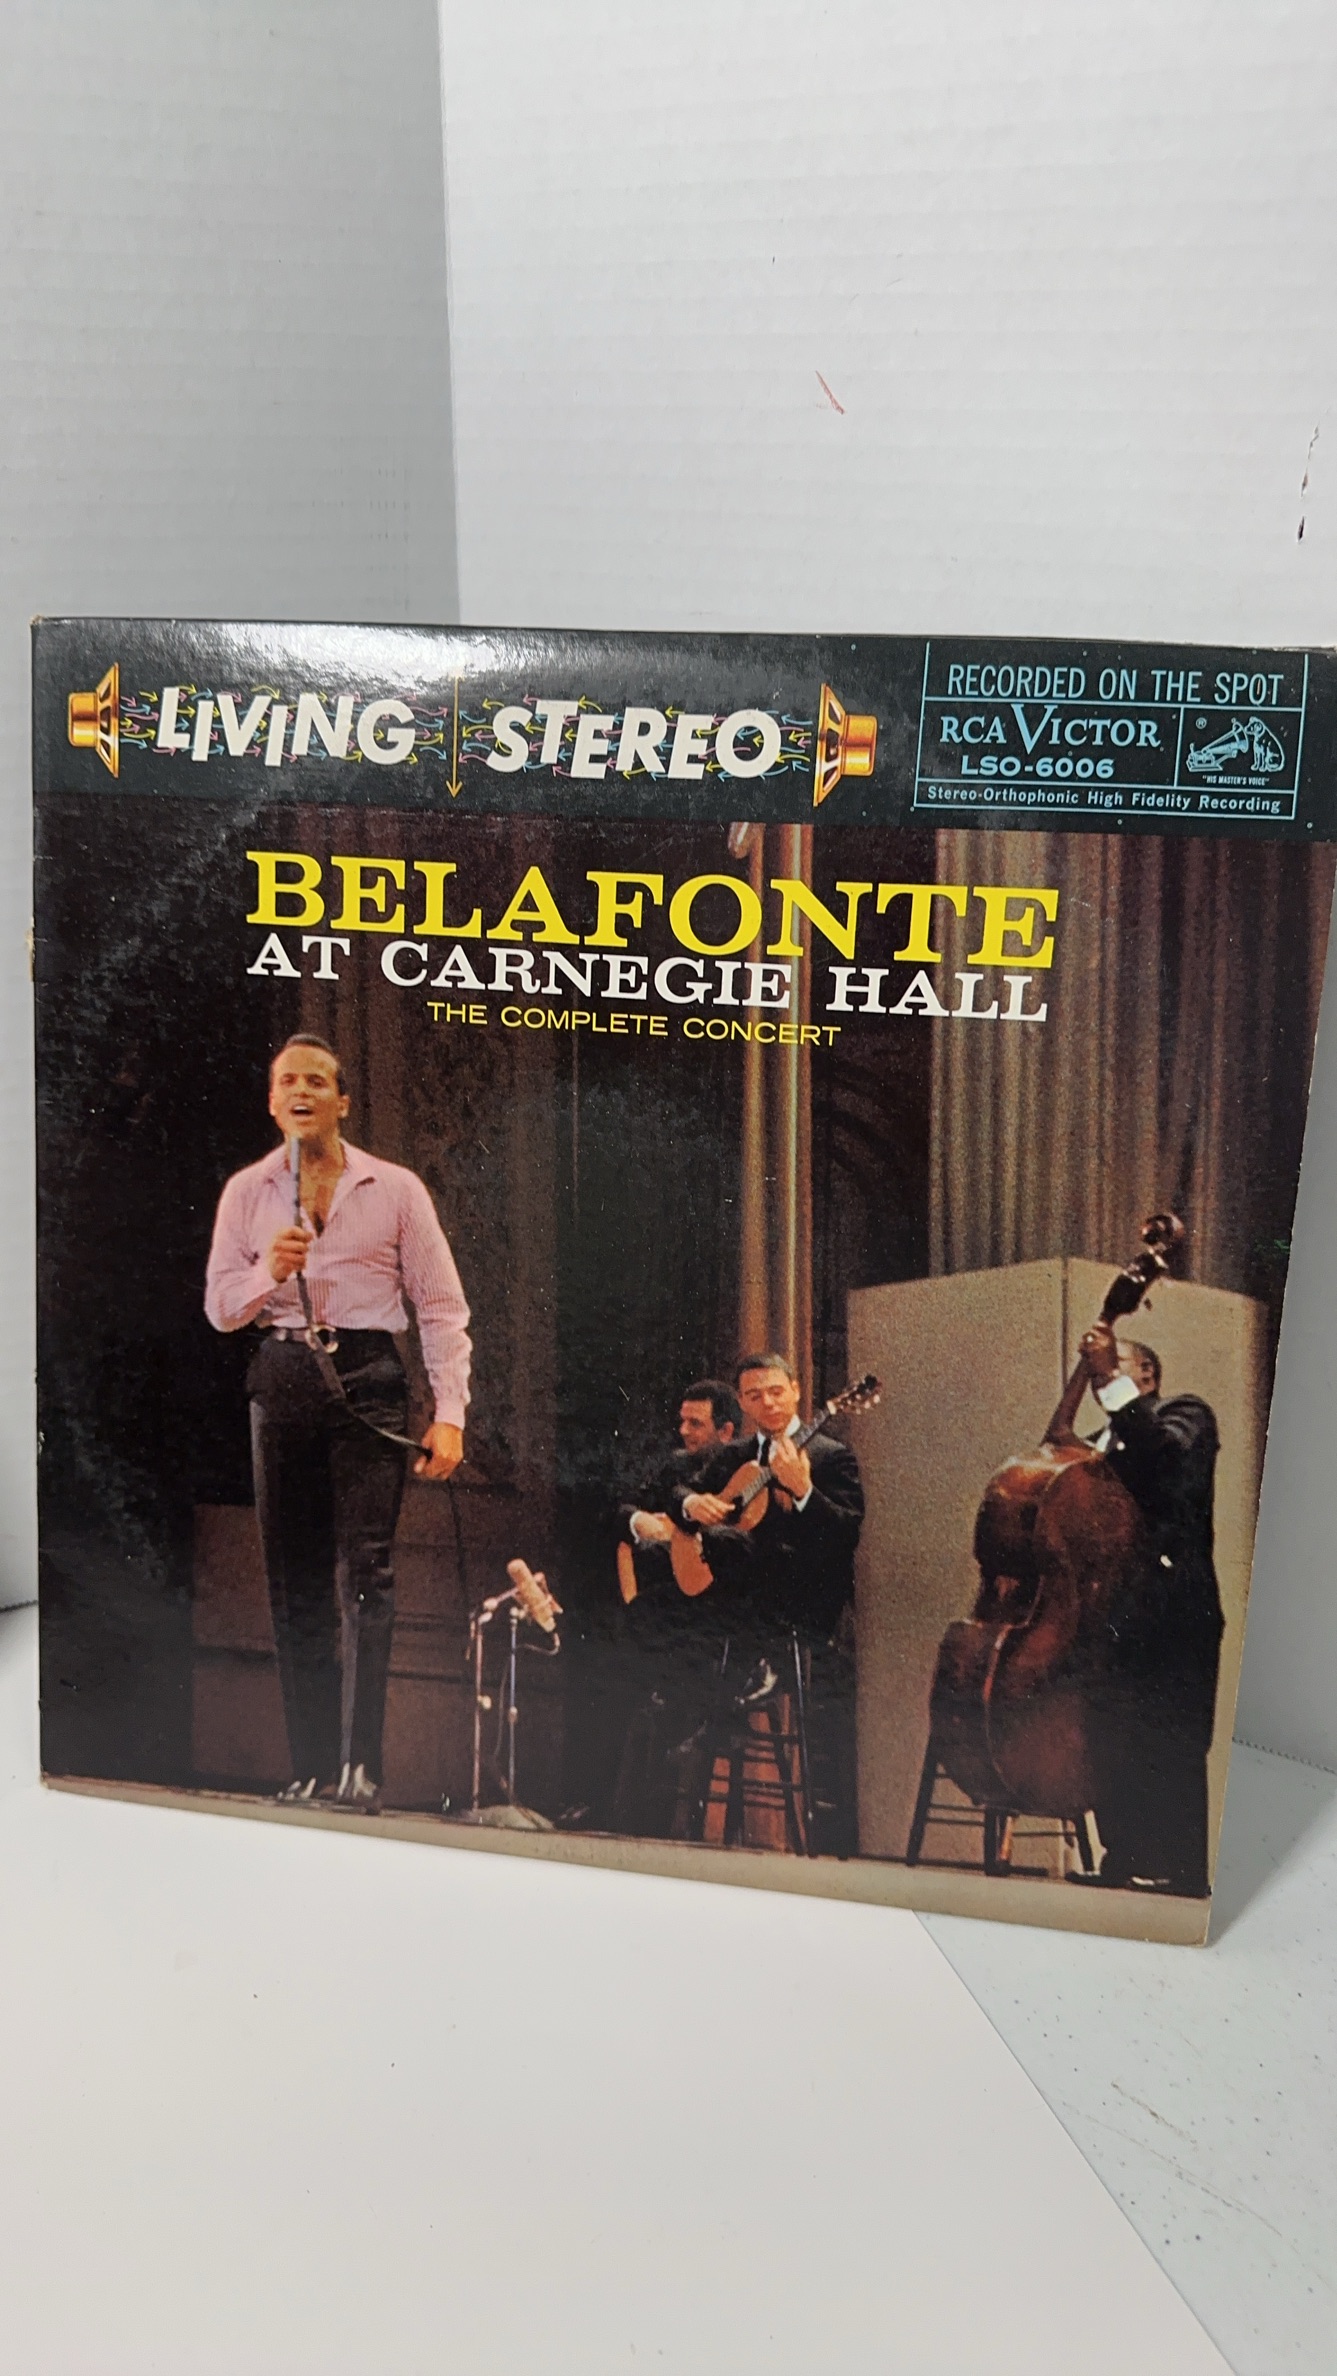 LIVING STEREO
RECORDED ON THE SPOT
RCA VICTOR
LSO-6006
®
"HIS MASTER'S VOICE"
Stereo-Orthophonic High Fidelity Recording
BELAFONTE
AT CARNEGIE HALL
THE COMPLETE CONCERT